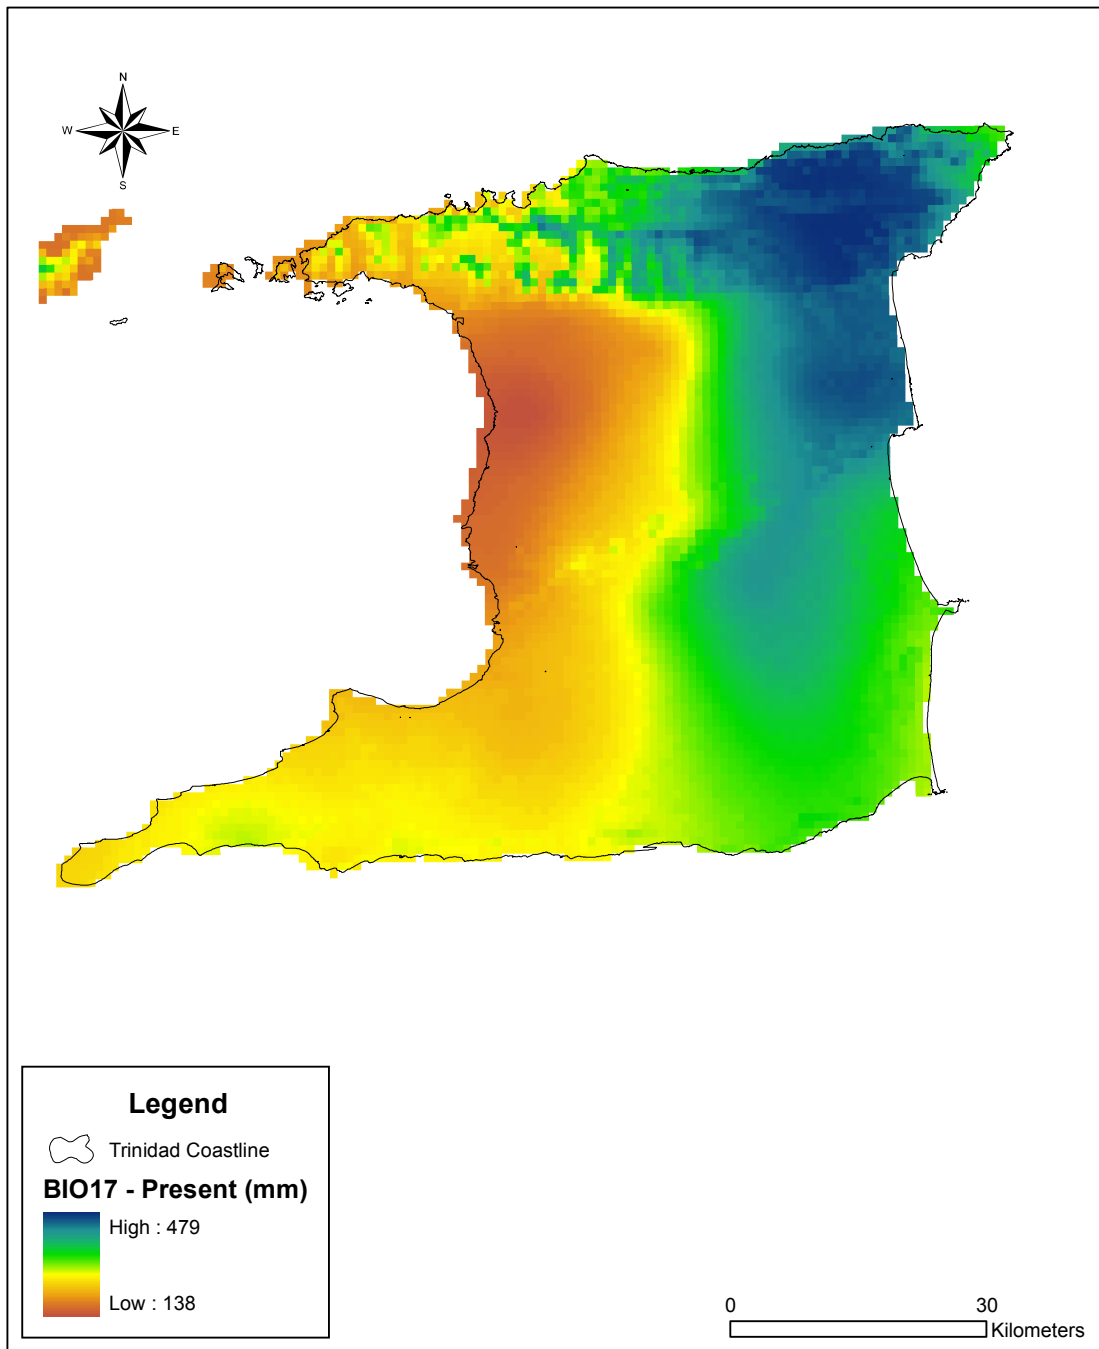 N
W E
S
Legend
Trinidad Coastline
BIO17 - Present (mm)
High : 479
Low : 138
0 30
Kilometers